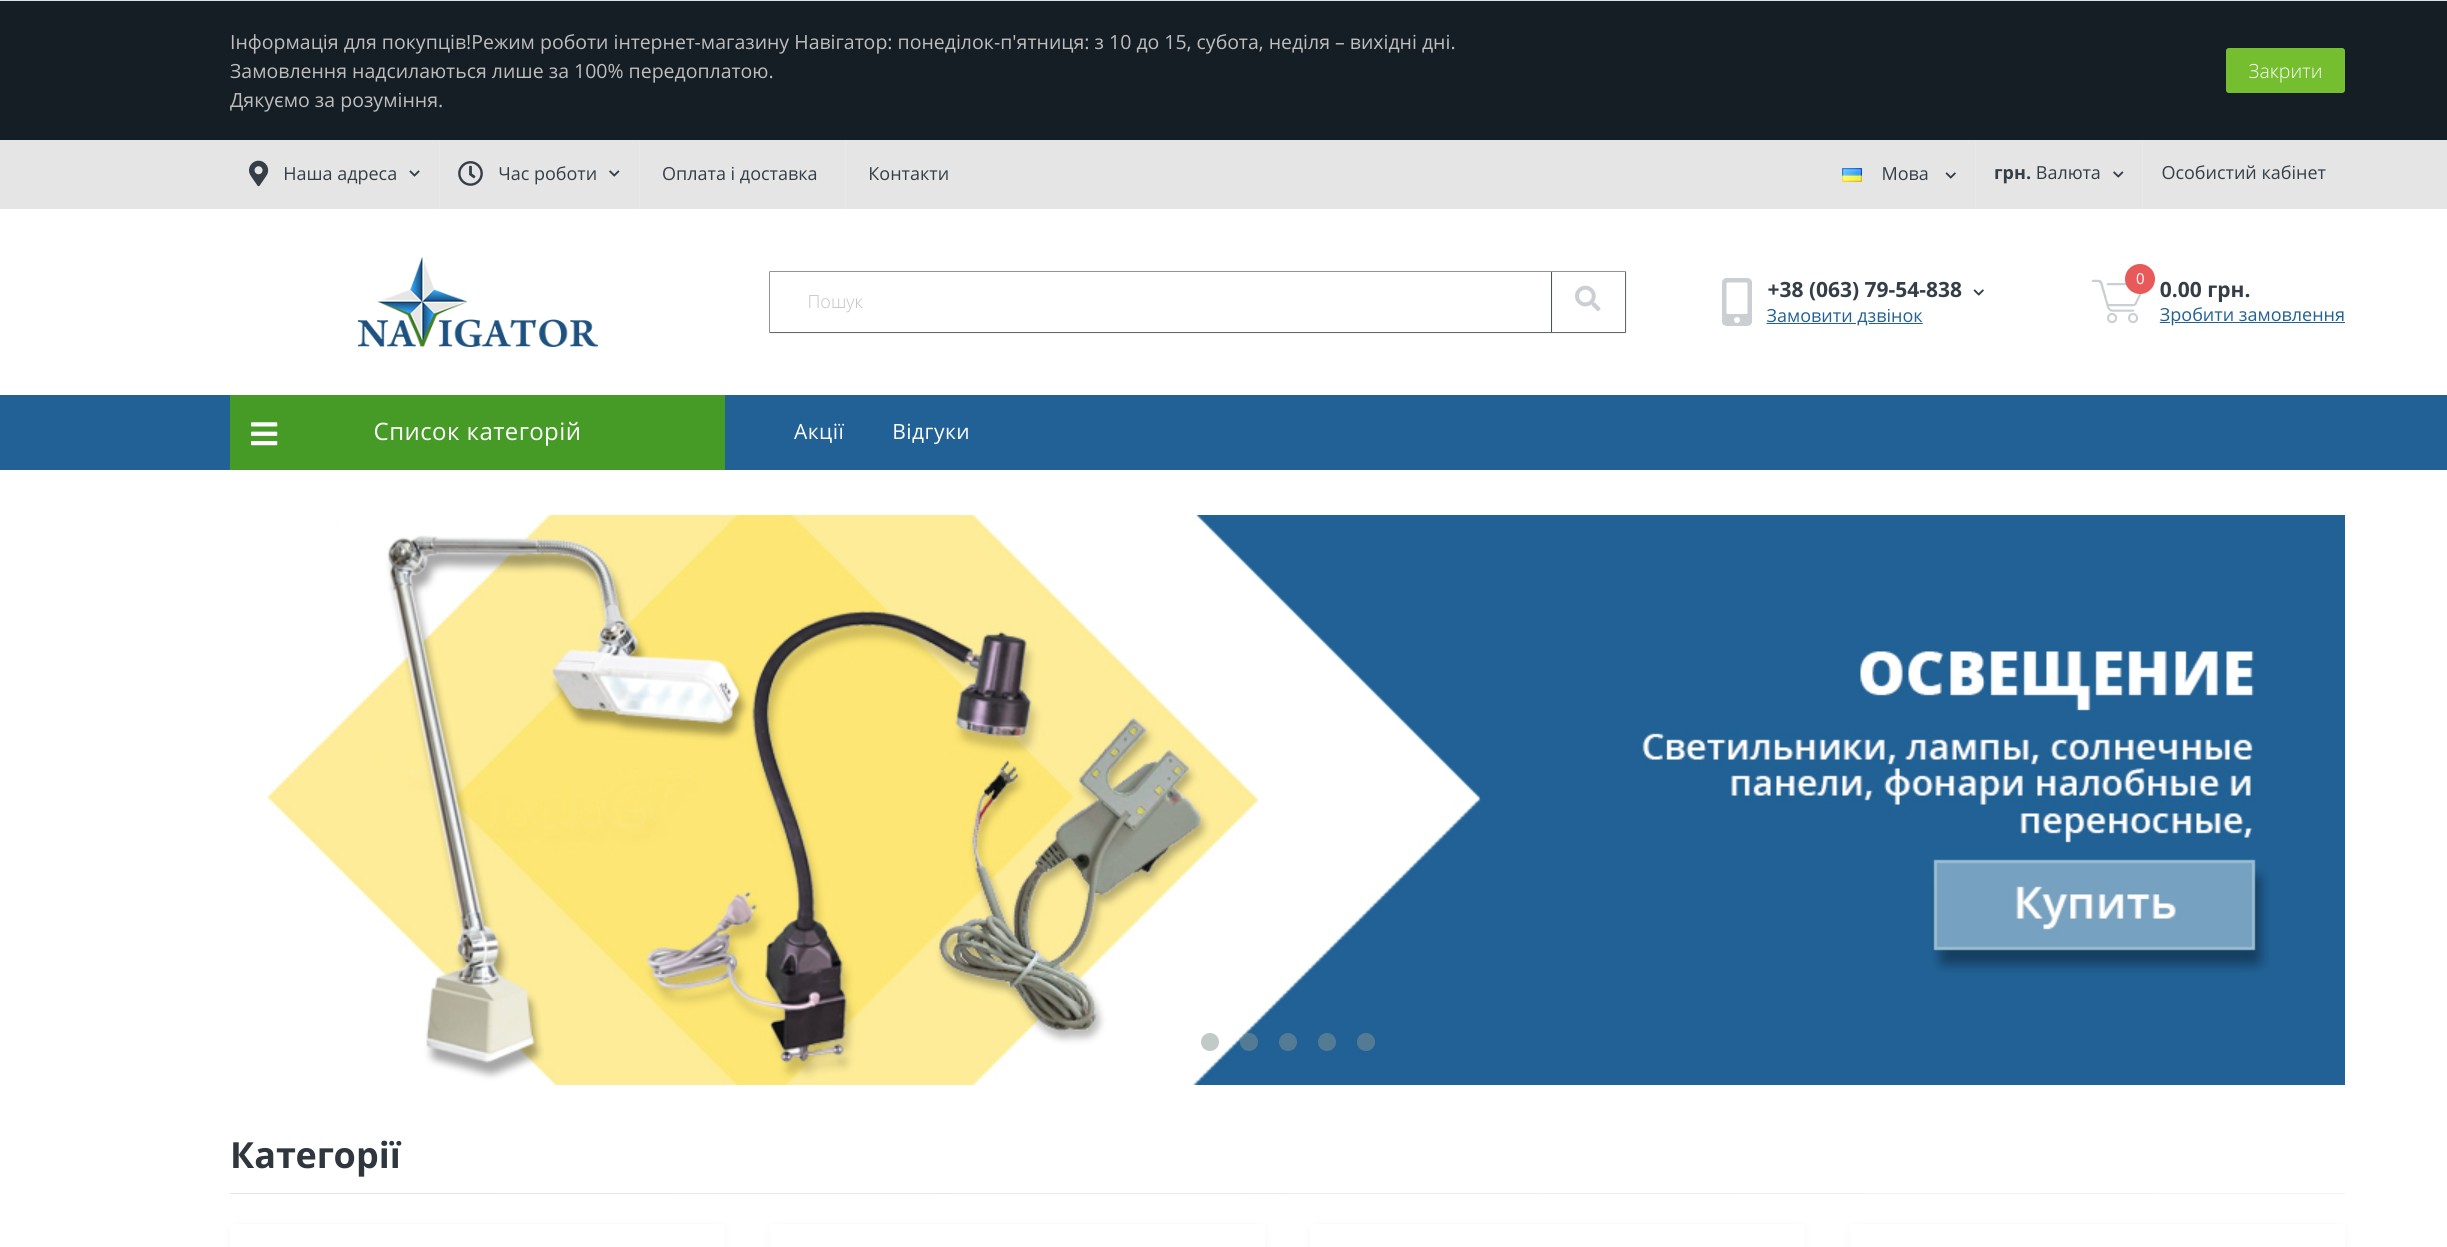 Інформація для покупців!Режим роботи інтернет-магазину Навігатор: понеділок-п'ятниця: з 10 до 15, субота, неділя – вихідні дні.
Замовлення надсилаються лише за 100% передоплатою.
Дякуємо за розуміння.
Закрити
Наша адреса
Час роботи
Оплата і доставка
Контакти
Мова
грн. Валюта
Особистий кабінет
NAVIGATOR
Пошук
+38 (063) 79-54-838
Замовити дзвінок
0
0.00 грн.
Зробити замовлення
Список категорій
Акції
Відгуки
ОСВЕЩЕНИЕ
Светильники, лампы, солнечные
панели, фонари налобные и
переносные,
Купить
Категорії